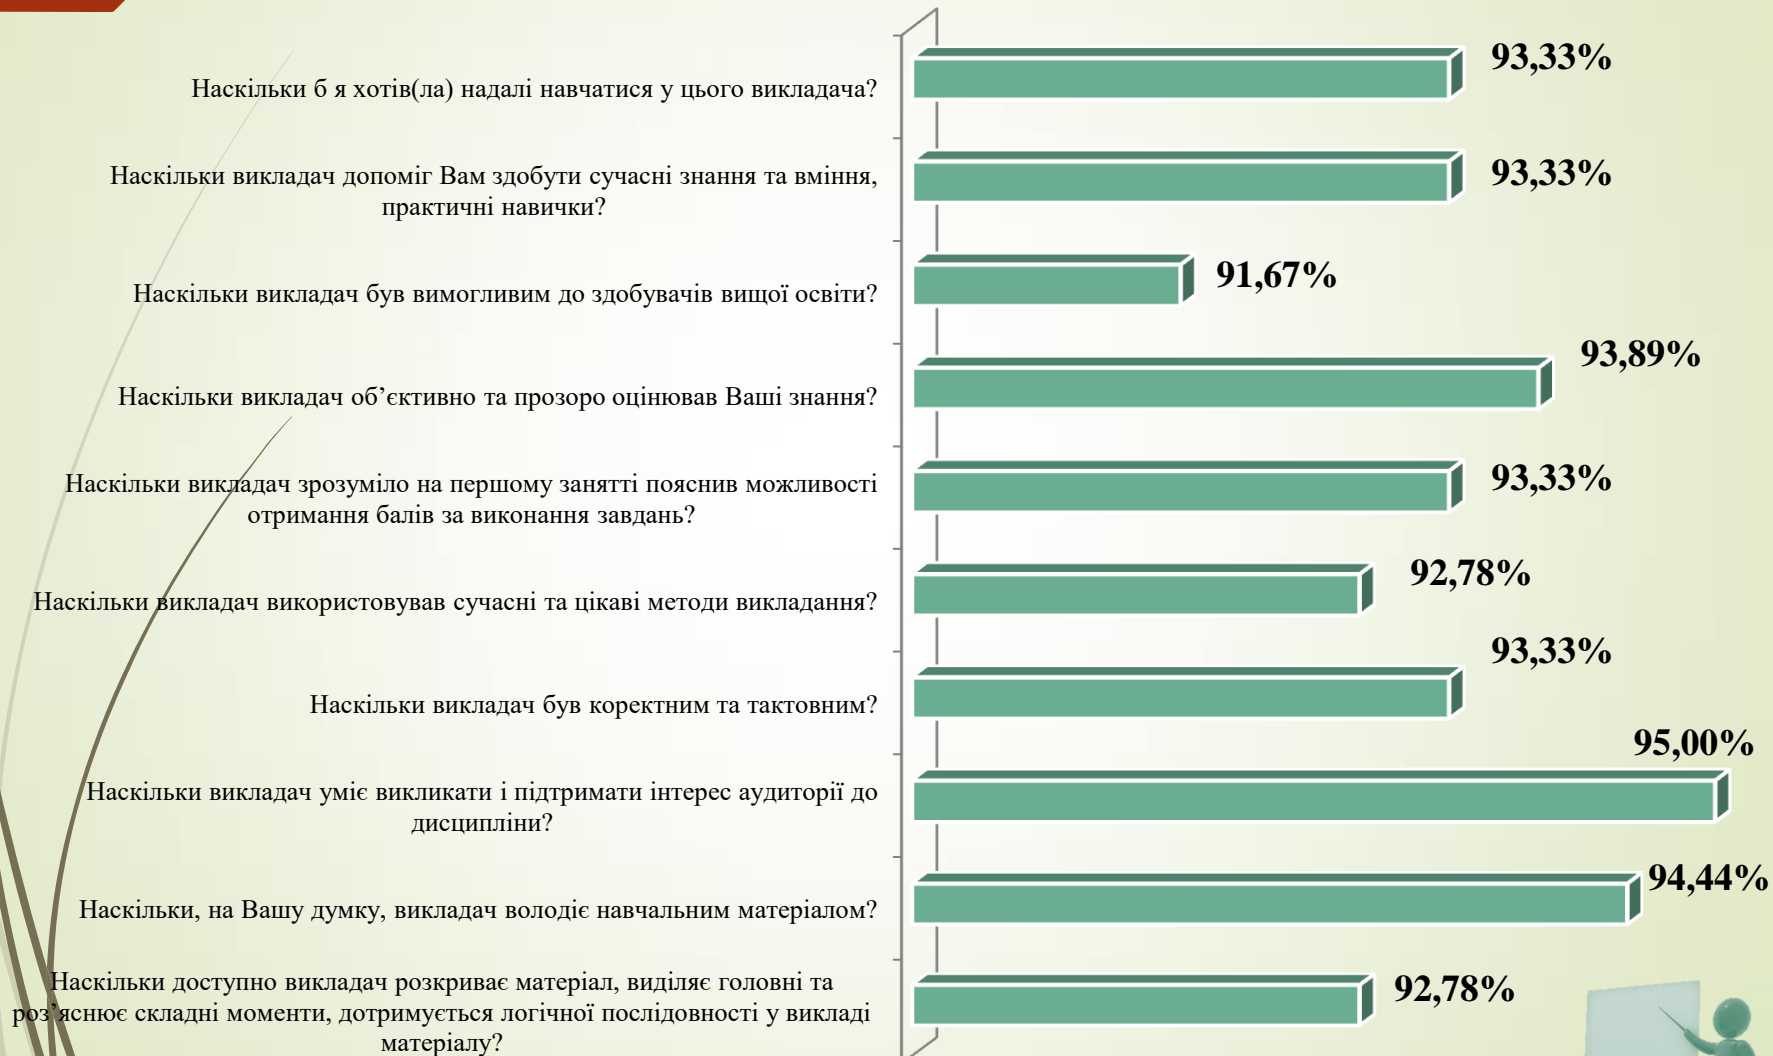 Наскільки б я хотів(ла) надалі навчатися у цього викладача?
93,33%
Наскільки викладач допоміг Вам здобути сучасні знання та вміння,
практичні навички?
93,33%
Наскільки викладач був вимогливим до здобувачів вищої освіти?
91,67%
Наскільки викладач об’єктивно та прозоро оцінював Ваші знання?
93,89%
Наскільки викладач зрозуміло на першому занятті пояснив можливості
отримання балів за виконання завдань?
93,33%
Наскільки викладач використовував сучасні та цікаві методи викладання?
92,78%
Наскільки викладач був коректним та тактовним?
93,33%
Наскільки викладач уміє викликати і підтримати інтерес аудиторії до
дисципліни?
95,00%
Наскільки, на Вашу думку, викладач володіє навчальним матеріалом?
94,44%
Наскільки доступно викладач розкриває матеріал, виділяє головні та
роз’яснює складні моменти, дотримується логічної послідовності у викладі
матеріалу?
92,78%